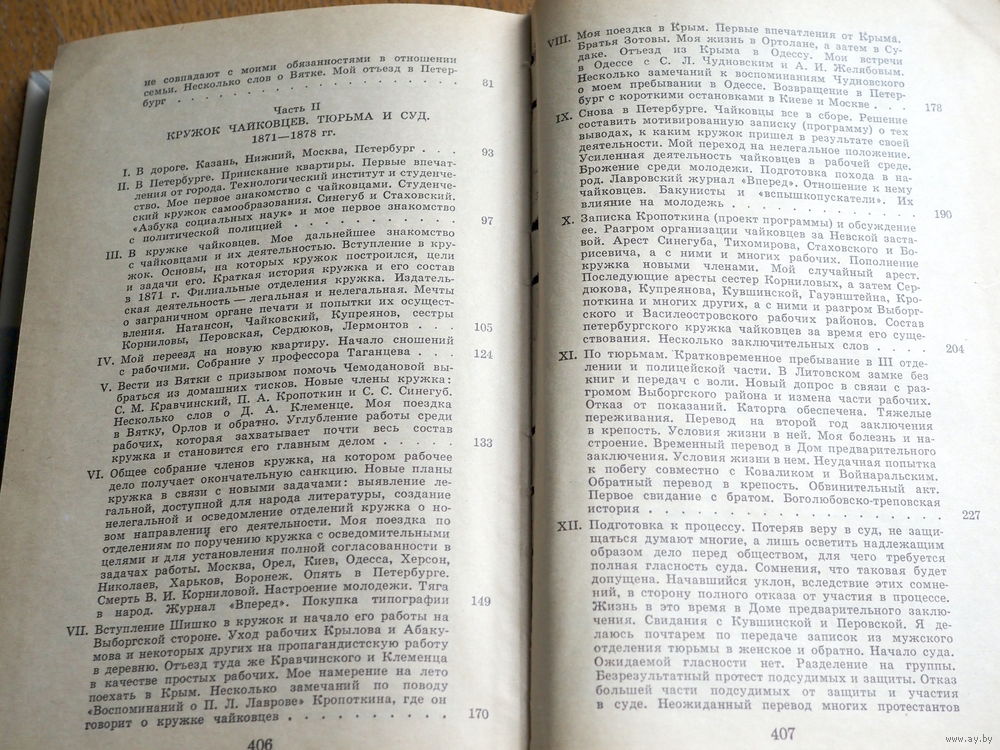 не совпадают с моими обязанностями в отношении
семьи. Несколько слов о Вятке. Мой отъезд в Петер-
бург . . . . . . . . . . . . . . . . 81
Часть II
КРУЖОК ЧАЙКОВЦЕВ. ТЮРЬМА И СУД.
1871—1878 гг.
I. В дороге. Казань, Нижний, Москва, Петербург . . . 93
II. В Петербурге. Приискание квартиры. Первые впечат-
ления от города. Технологический институт и студенче-
ство. Мое первое знакомство с чайковцами. Студенче-
ский кружок самообразования. Синегуб и Стаховский.
«Азбука социальных наук» и мое первое знакомство
с политической полицией . . . . . . . . . . 97
III. В кружке чайковцев. Мое дальнейшее знакомство
с чайковцами и их деятельностью. Вступление в кру-
жок. Основы, на которых кружок построился, цели
и задачи его. Краткая история кружка и его состав
в 1871 г. Филиальные отделения кружка. Издатель-
ская деятельность — легальная и нелегальная. Мечты
о заграничном органе печати и попытки их осущест-
вления. Натансон, Чайковский, Купреянов, сестры
Корниловы, Перовская, Сердюков, Лермонтов . . . 105
IV. Мой переезд на новую квартиру. Начало сношений
с рабочими. Собрание у профессора Таганцева . . . 124
V. Вести из Вятки с призывом помочь Чемодановой вы-
браться из домашних тисков. Новые члены кружка:
С. М. Кравчинский, П. А. Кропоткин и С. С. Синегуб.
Несколько слов о Д. А. Клеменце. Моя поездка
в Вятку, Орлов и обратно. Углубление работы среди
рабочих, которая захватывает почти весь состав
кружка и становится его главным делом . . . . . 133
VI. Общее собрание членов кружка, на котором рабочее
дело получает окончательную санкцию. Новые планы
кружка в связи с новыми задачами: выявление ле-
гальной, доступной для народа литературы, создание
нелегальной и осведомление отделений кружка о но-
вом направлении его деятельности. Моя поездка по
отделениям по поручению кружка с осведомительными
целями и для установления полной согласованности в
задачах работы. Москва, Орел, Киев, Одесса, Херсон,
Николаев, Харьков, Воронеж. Опять в Петербурге.
Смерть В. И. Корниловой. Настроение молодежи. Тяга
в народ. Журнал «Вперед». Покупка типографии 149
VII. Вступление Шишко в кружок и начало его работы на
Выборгской стороне. Уход рабочих Крылова и Абаку-
мова и некоторых других на пропагандистскую работу
в деревню. Отъезд туда же Кравчинского и Клеменца
в качестве простых рабочих. Мое намерение на лето
поехать в Крым. Несколько замечаний по поводу
«Воспоминаний о П. Л. Лаврове» Кропоткина, где он
говорит о кружке чайковцев . . . . . . . . . . 170
406
VIII. Моя поездка в Крым. Первые впечатления от Крыма.
Братья Зотовы. Моя жизнь в Ортолане, а затем в Су-
даке. Отъезд из Крыма в Одессу. Мои встречи
в Одессе с С. Л. Чудновским и А. И. Желябовым.
Несколько замечаний к воспоминаниям Чудновского
о моем пребывании в Одессе. Возвращение в Петер-
бург с короткими остановками в Киеве и Москве . . . 178
IX. Снова в Петербурге. Чайковцы все в сборе. Решение
составить мотивированную записку (программу) о тех
выводах, к каким кружок пришел в результате своей
деятельности. Мой переход на нелегальное положение.
Усиленная деятельность чайковцев в рабочей среде.
Брожение среди молодежи. Подготовка похода в на-
род. Лавровский журнал «Вперед». Отношение к нему
чайковцев. Бакунисты и «вспышкопускатели». Их
влияние на молодежь . . . . . . . . . . . . 190
X. Записка Кропоткина (проект программы) и обсуждение
ее. Разгром организации чайковцев за Невской заста-
вой. Арест Синегуба, Тихомирова, Стаховского и Бо-
рисевича, а с ними и многих рабочих. Пополнение
кружка новыми членами. Мой случайный арест.
Последующие аресты сестер Корниловых, а затем Сер-
дюкова, Купреянова, Кувшинской, Гауэнштейна, Кро-
поткина и многих других, а с ними и разгром Выборг-
ского и Василеостровского рабочих районов. Состав
петербургского кружка чайковцев за время его суще-
ствования. Несколько заключительных слов . . . . 204
XI. По тюрьмам. Кратковременное пребывание в III отде-
лении и полицейской части. В Литовском замке без
книг и передач с воли. Новый допрос в связи с раз-
громом Выборгского района и измена части рабочих.
Отказ от показаний. Каторга обеспечена. Тяжелые
переживания. Перевод на второй год заключения
в крепость. Условия жизни в ней. Моя болезнь и на-
строение. Временный перевод в Дом предварительного
заключения. Условия жизни в нем. Неудачная попытка
к побегу совместно с Коваликом и Войнаральским.
Обратный перевод в крепость. Обвинительный акт.
Первое свидание с братом. Боголюбовско-треповская
история . . . . . . . . . . . . . . . . . 227
XII. Подготовка к процессу. Потеряв веру в суд, не защи-
щаться думают многие, а лишь осветить надлежащим
образом дело перед обществом, для чего требуется
полная гласность суда. Сомнения, что таковая будет
допущена. Начавшийся уклон, вследствие этих сомне-
ний, в сторону полного отказа от участия в процессе.
Жизнь в это время в Доме предварительного заклю-
чения. Свидания с Кувшинской и Перовской. Я де-
лаюсь почтарем по передаче записок из мужского
отделения тюрьмы в женское и обратно. Начало суда.
Ожидаемой гласности нет. Разделение на группы.
Безрезультатный протест подсудимых и защиты. Отказ
большей части подсудимых от защиты и участия
в суде. Неожиданный перевод многих протестантов
407
www.ay.by